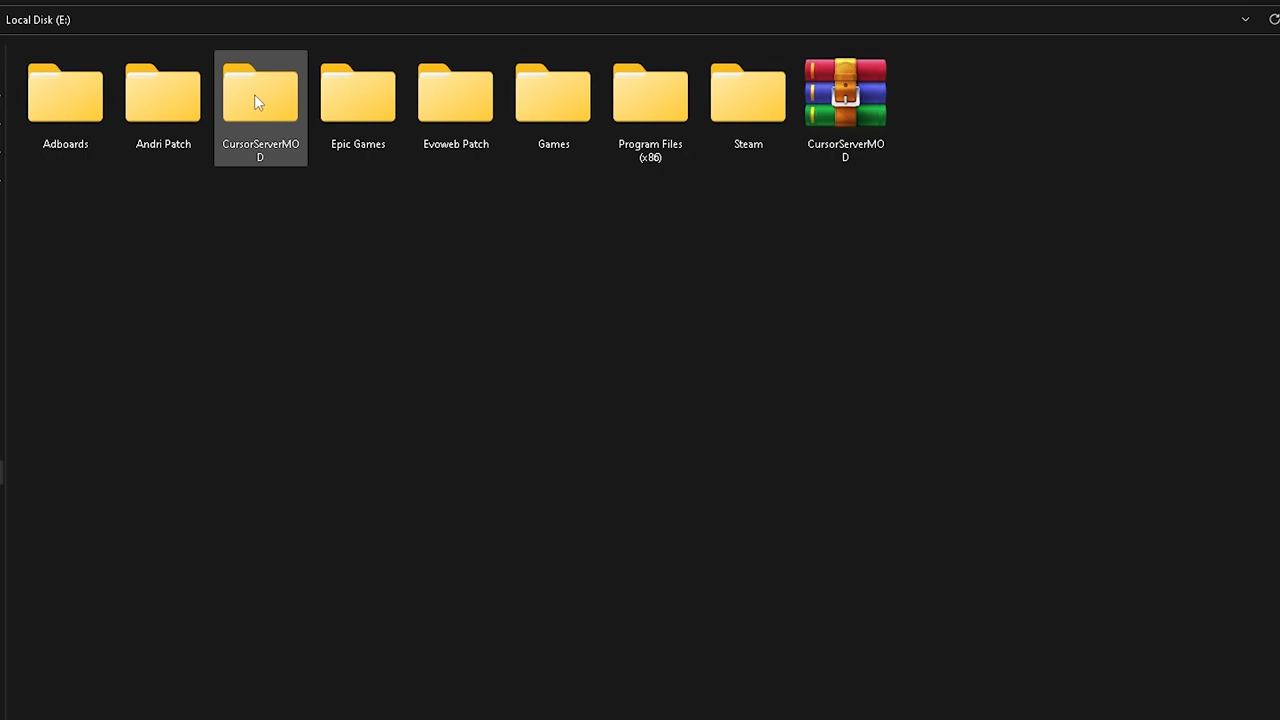 Local Disk (E:)
Adboards
Andri Patch
CursorServerMO
D
Epic Games
Evoweb Patch
Games
Program Files
(x86)
Steam
CursorServerMO
D